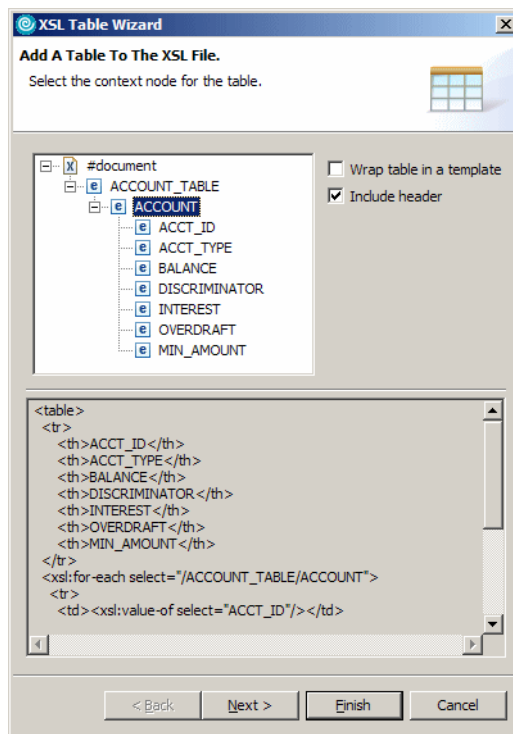 XSL Table Wizard
Add A Table To The XSL File.
Select the context node for the table.
#document
ACCOUNT_TABLE
ACCOUNT
ACCT_ID
ACCT_TYPE
BALANCE
DISCRIMINATOR
INTEREST
OVERDRAFT
MIN_AMOUNT
Wrap table in a template
Include header
<table>
<tr>
<th>ACCT_ID</th>
<th>ACCT_TYPE</th>
<th>BALANCE</th>
<th>DISCRIMINATOR</th>
<th>INTEREST</th>
<th>OVERDRAFT</th>
<th>MIN_AMOUNT</th>
</tr>
<xsl:for-each select="/ACCOUNT_TABLE/ACCOUNT">
<tr>
<td><xsl:value-of select="ACCT_ID"/></td>
< Back Next > Finish Cancel